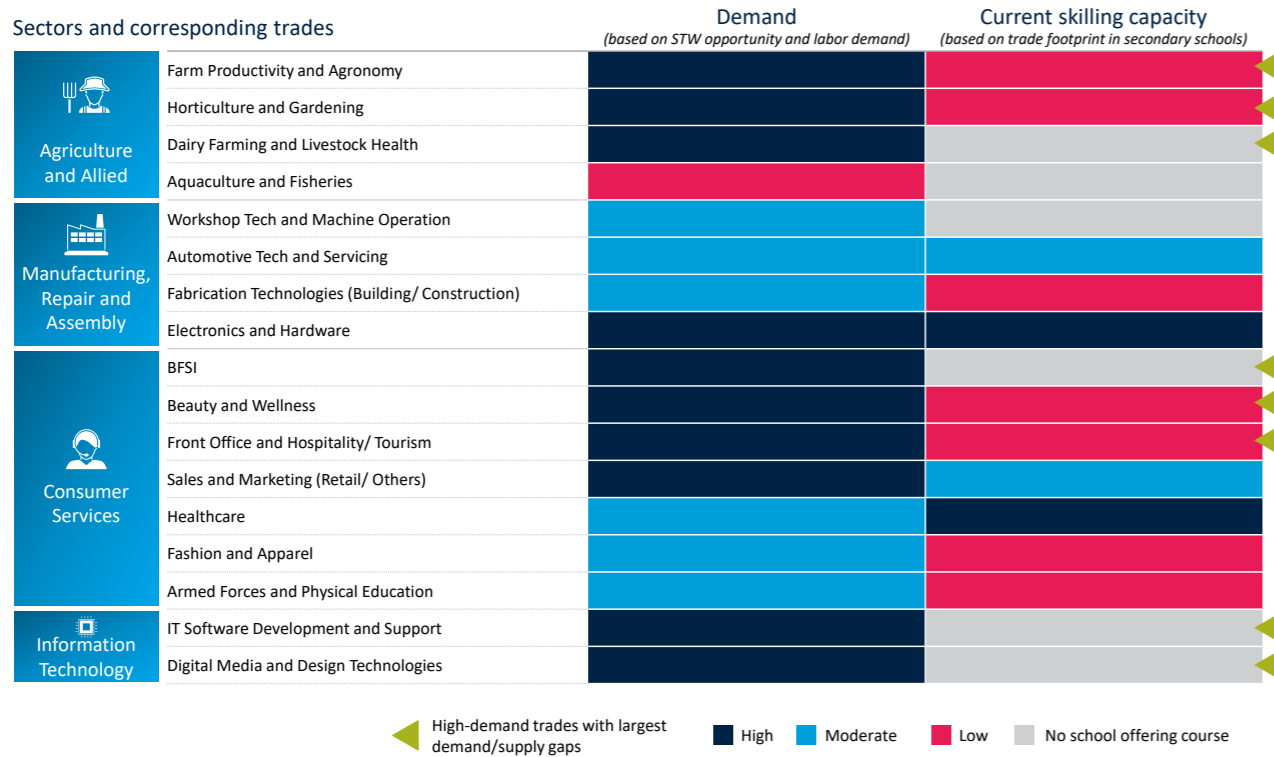 Sectors and corresponding trades
Demand
(based on STW opportunity and labor demand)
Current skilling capacity
(based on trade footprint in secondary schools)
Agriculture
and Allied
Farm Productivity and Agronomy
Horticulture and Gardening
Dairy Farming and Livestock Health
Aquaculture and Fisheries
Manufacturing,
Repair and
Assembly
Workshop Tech and Machine Operation
Automotive Tech and Servicing
Fabrication Technologies (Building/ Construction)
Electronics and Hardware
Consumer
Services
BFSI
Beauty and Wellness
Front Office and Hospitality/ Tourism
Sales and Marketing (Retail/ Others)
Healthcare
Fashion and Apparel
Armed Forces and Physical Education
Information
Technology
IT Software Development and Support
Digital Media and Design Technologies
High-demand trades with largest
demand/supply gaps
High
Moderate
Low
No school offering course